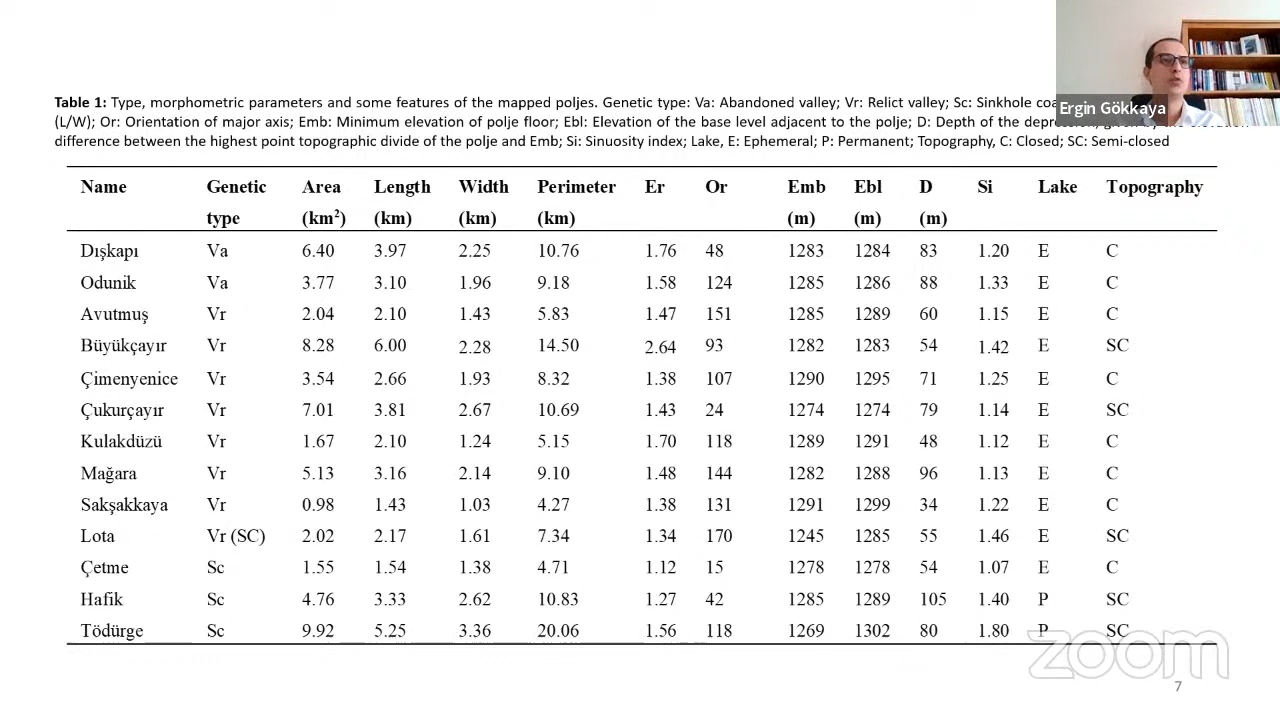 Ergin Gökkaya
Table 1: Type, morphometric parameters and some features of the mapped poljes. Genetic type: Va: Abandoned valley; Vr: Relict valley; Sc: Sinkhole
(L/W); Or: Orientation of major axis; Emb: Minimum elevation of polje floor; Ebl: Elevation of the base level adjacent to the polje; D: Depth of the
difference between the highest point topographic divide of the polje and Emb; Si: Sinuosity index; Lake, E: Ephemeral; P: Permanent; Topography, C: Closed; SC: Semi-closed
Name Genetic Area Length Width Perimeter Er Or Emb Ebl D Si Lake Topography
type (km²) (km) (km) (km) (m) (m) (m)
Dışkapı Va 6.40 3.97 2.25 10.76 1.76 48 1283 1284 83 1.20 E C
Odunik Va 3.77 3.10 1.96 9.18 1.58 124 1285 1286 88 1.33 E C
Avutmuş Vr 2.04 2.10 1.43 5.83 1.47 151 1285 1289 60 1.15 E C
Büyükçayır Vr 8.28 6.00 2.28 14.50 2.64 93 1282 1283 54 1.42 E SC
Çimenyenice Vr 3.54 2.66 1.93 8.32 1.38 107 1290 1295 71 1.25 E C
Çukurçayır Vr 7.01 3.81 2.67 10.69 1.43 24 1274 1274 79 1.14 E SC
Kulakdüzü Vr 1.67 2.10 1.24 5.15 1.70 118 1289 1291 48 1.12 E C
Mağara Vr 5.13 3.16 2.14 9.10 1.48 144 1282 1288 96 1.13 E C
Sakşakkaya Vr 0.98 1.43 1.03 4.27 1.38 131 1291 1299 34 1.22 E C
Lota Vr (SC) 2.02 2.17 1.61 7.34 1.34 170 1245 1285 55 1.46 E SC
Çetme Sc 1.55 1.54 1.38 4.71 1.12 15 1278 1278 54 1.07 E C
Hafik Sc 4.76 3.33 2.62 10.83 1.27 42 1285 1289 105 1.40 P SC
Tödürge Sc 9.92 5.25 3.36 20.06 1.56 118 1269 1302 80 1.80 P SC
zoom
7